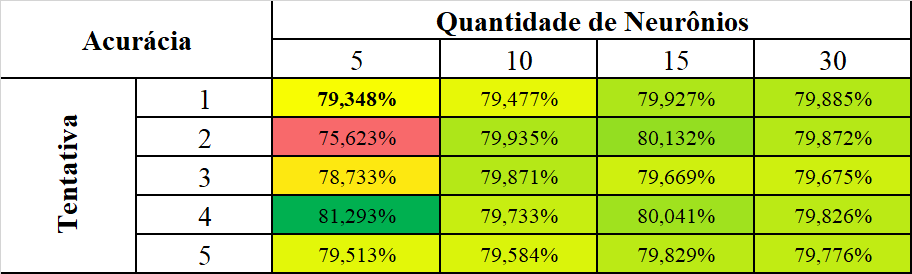 Acurácia
Quantidade de Neurônios
5 10 15 30
Tentativa
1 79,348% 79,477% 79,927% 79,885%
2 75,623% 79,935% 80,132% 79,872%
3 78,733% 79,871% 79,669% 79,675%
4 81,293% 79,733% 80,041% 79,826%
5 79,513% 79,584% 79,829% 79,776%